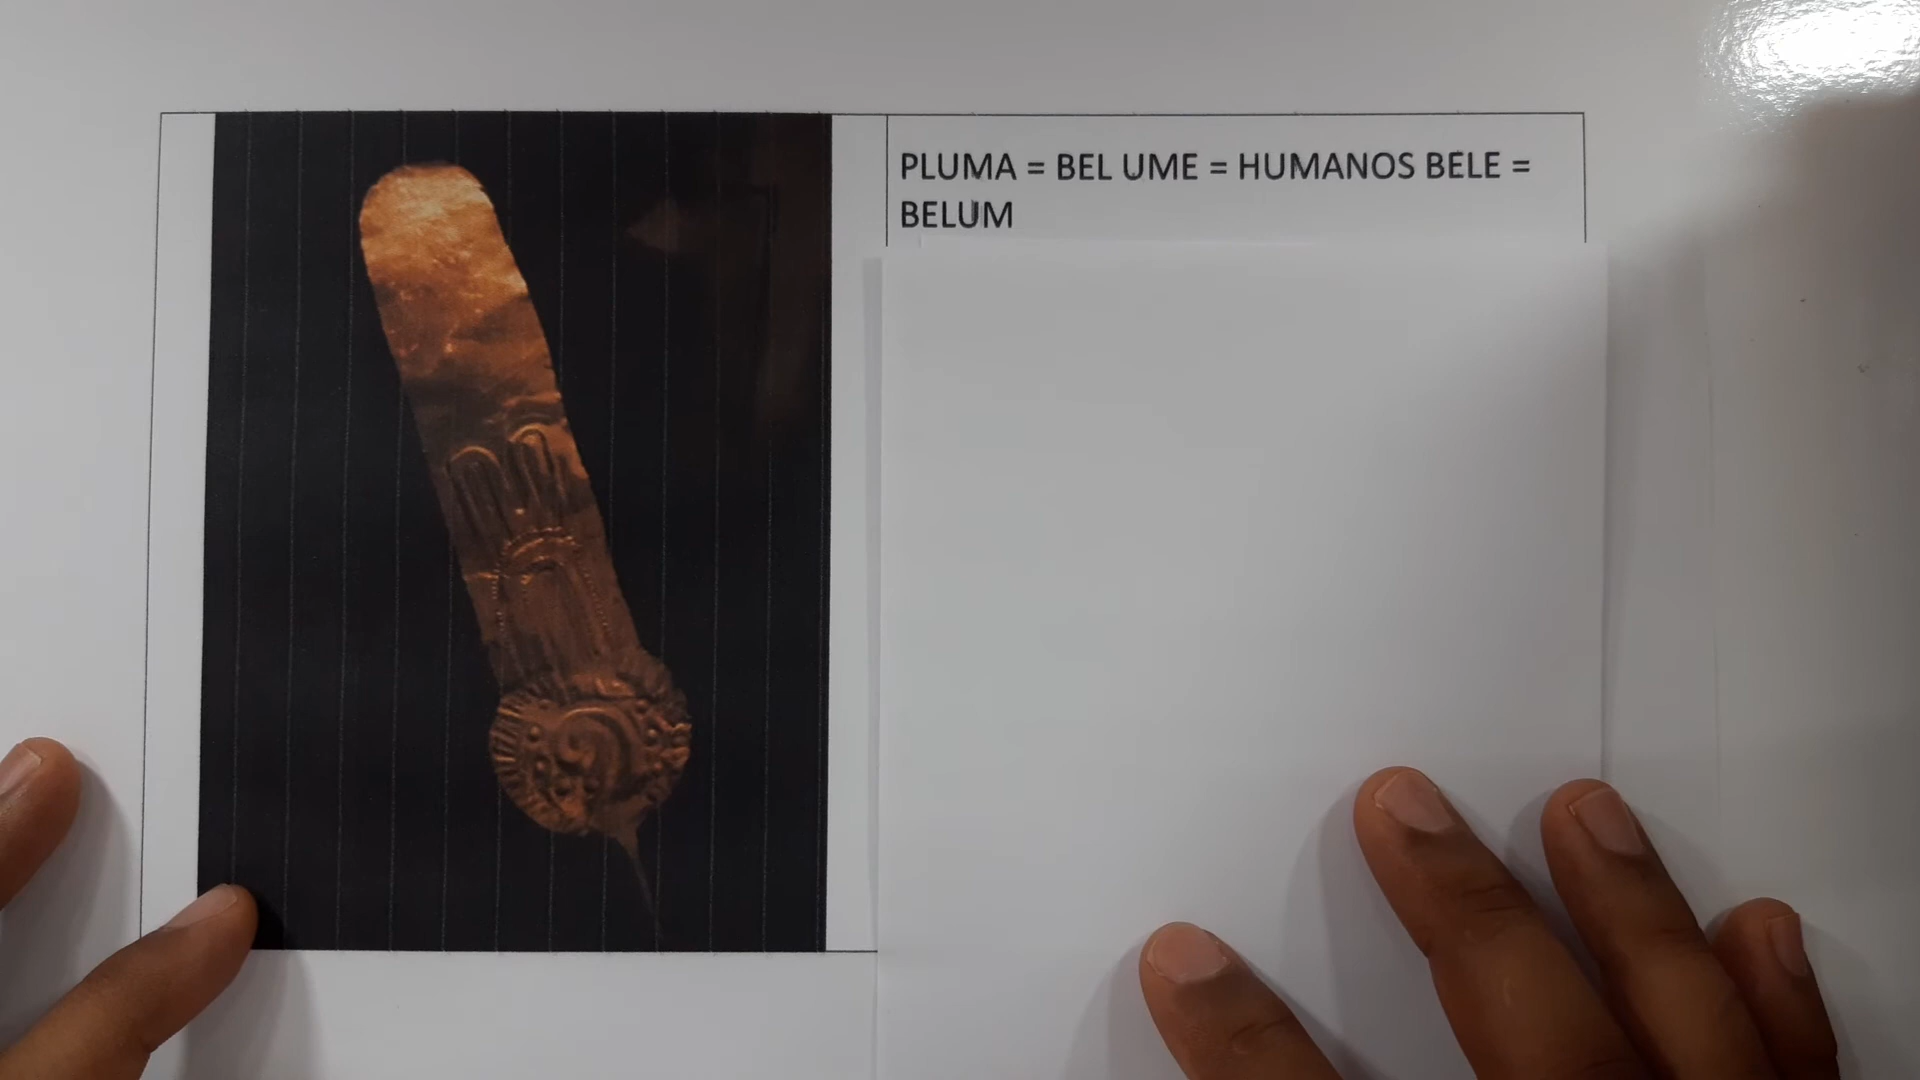 PLUMA = BEL UME = HUMANOS BELE =
BELUM